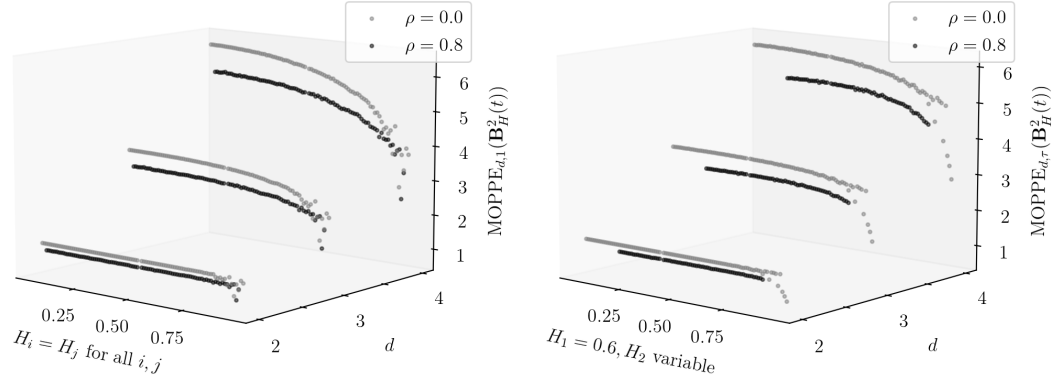 ρ = 0.0
ρ = 0.8
6
5
4
3
2
1
MOPPE_{d,1}(𝐁²_H(t))
0.25
0.50
0.75
H_i = H_j for all i, j
2
3
4
d
ρ = 0.0
ρ = 0.8
6
5
4
3
2
1
MOPPE_{d,τ}(𝐁²_H(t))
0.25
0.50
0.75
H_1 = 0.6, H_2 variable
2
3
4
d